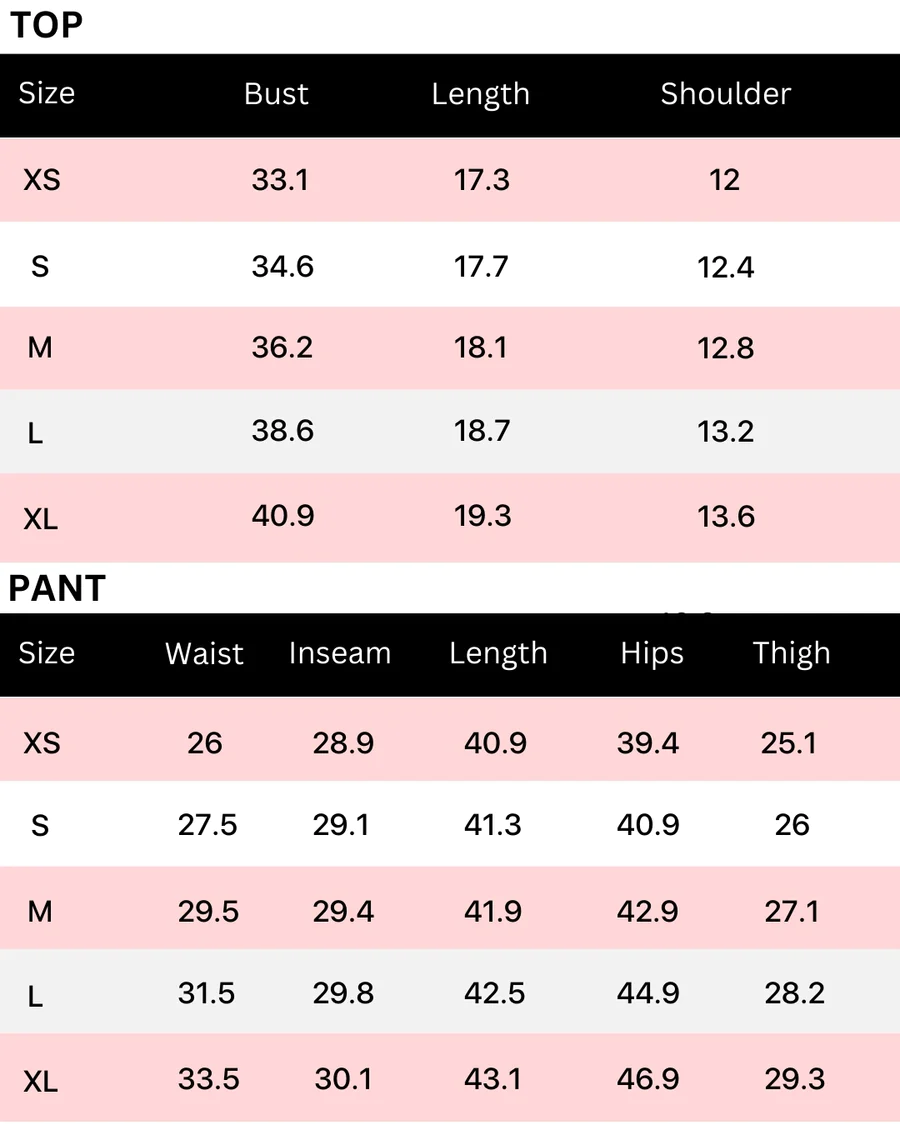 TOP
Size Bust Length Shoulder
XS 33.1 17.3 12
S 34.6 17.7 12.4
M 36.2 18.1 12.8
L 38.6 18.7 13.2
XL 40.9 19.3 13.6
PANT
Size Waist Inseam Length Hips Thigh
XS 26 28.9 40.9 39.4 25.1
S 27.5 29.1 41.3 40.9 26
M 29.5 29.4 41.9 42.9 27.1
L 31.5 29.8 42.5 44.9 28.2
XL 33.5 30.1 43.1 46.9 29.3